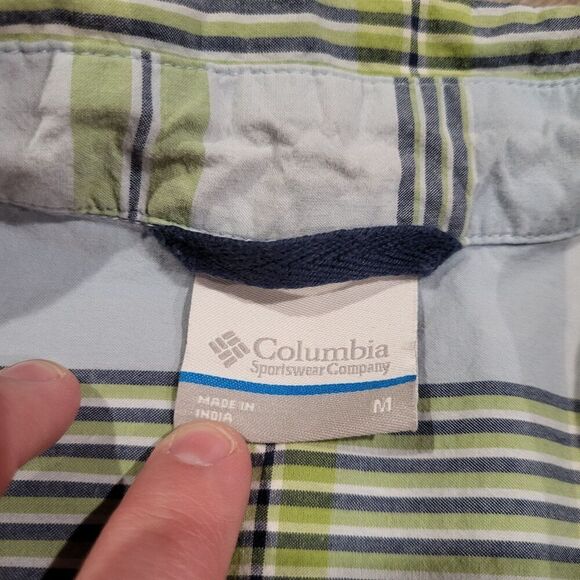 Columbia
Sportswear Company
MADE IN
INDIA
M